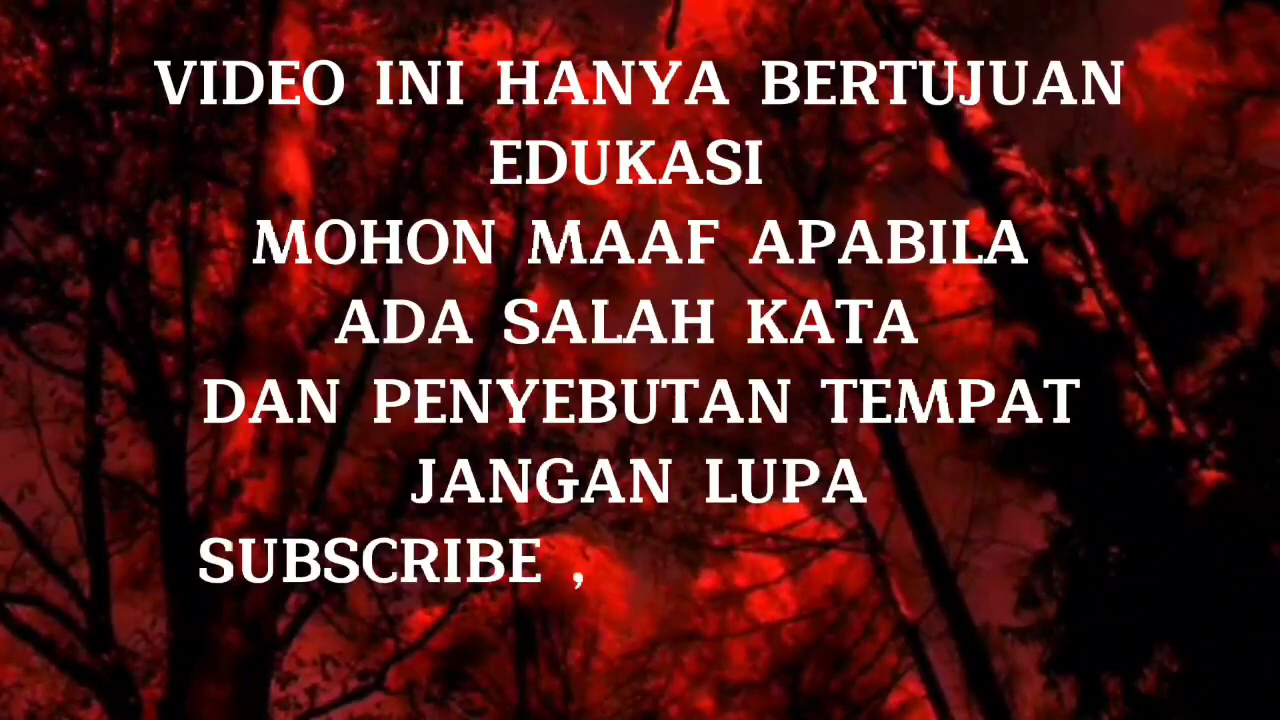 VIDEO INI HANYA BERTUJUAN
EDUKASI
MOHON MAAF APABILA
ADA SALAH KATA
DAN PENYEBUTAN TEMPAT
JANGAN LUPA
SUBSCRIBE ,